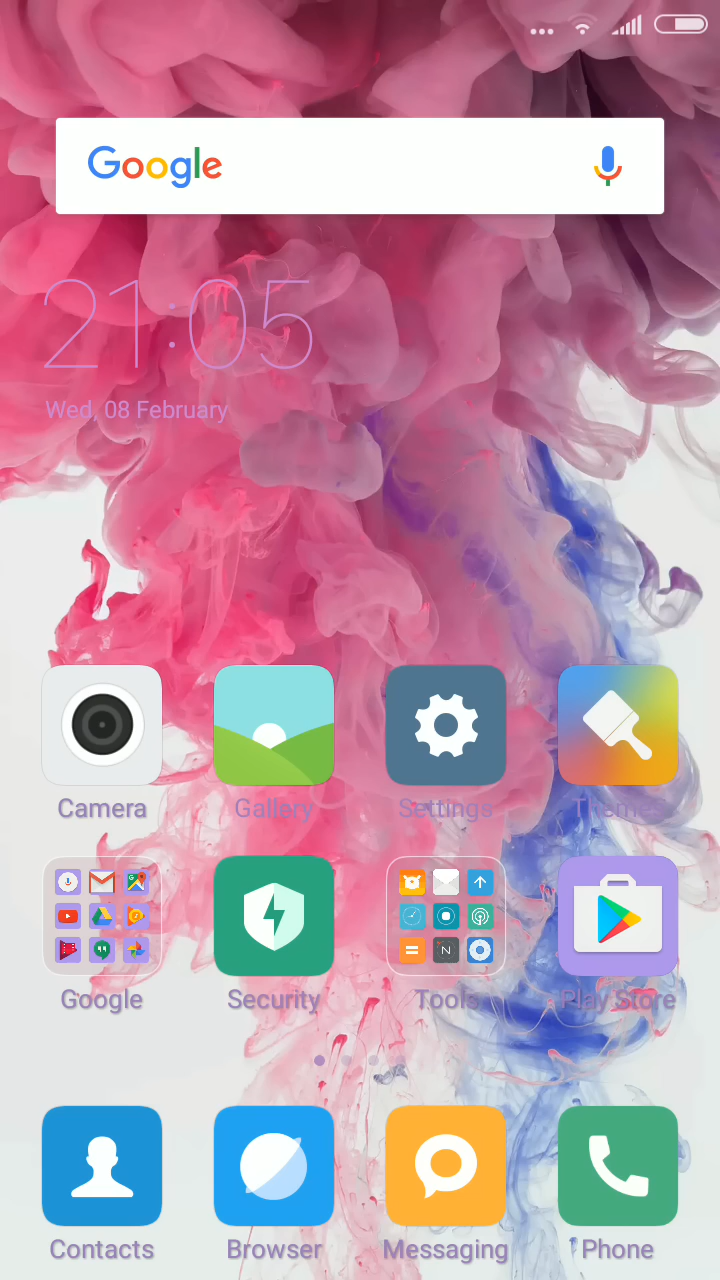 Google
21:05
Wed, 08 February
Camera
Gallery
Settings
Themes
Google
Security
Tools
Play Store
Contacts
Browser
Messaging
Phone